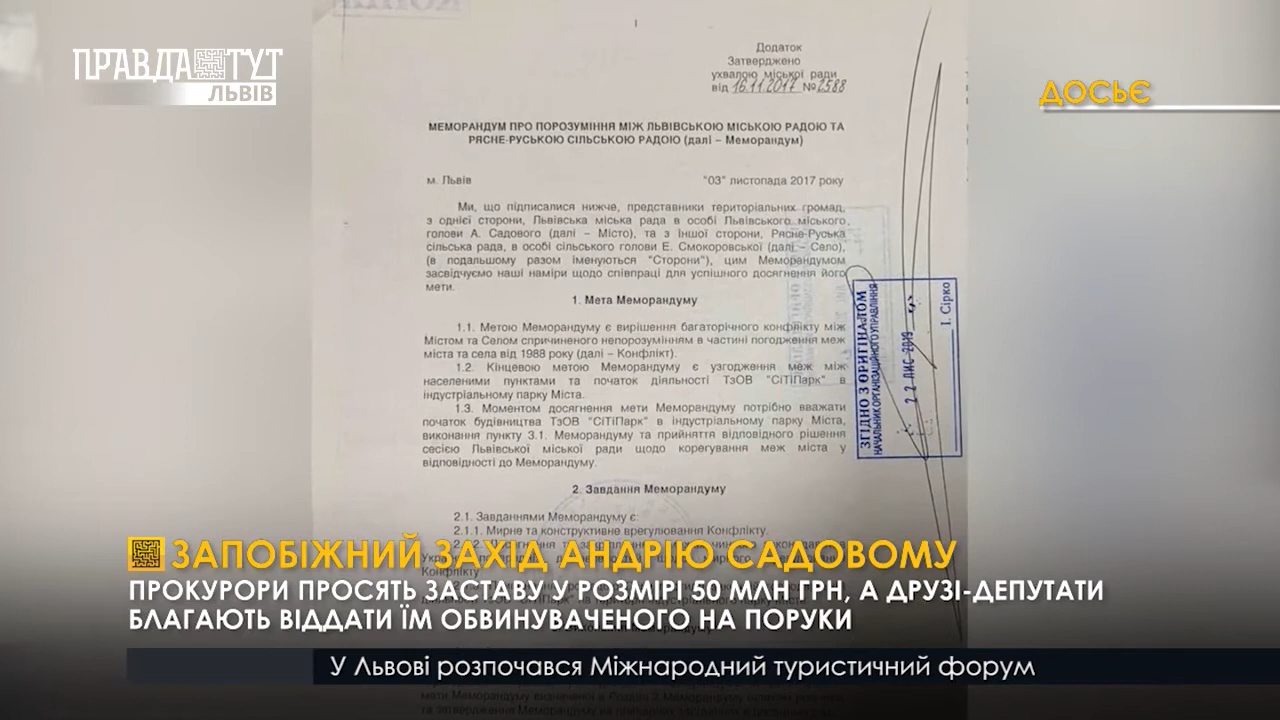 ПРАВДА ТУТ
ЛЬВІВ
ДОСЬЄ
1
Додаток
Затверджено
ухвалою міської ради
від 16.11.2017 № 2588
МЕМОРАНДУМ ПРО ПОРОЗУМІННЯ МІЖ ЛЬВІВСЬКОЮ МІСЬКОЮ РАДОЮ ТА
РЯСНЕ-РУСЬКОЮ СІЛЬСЬКОЮ РАДОЮ (далі – Меморандум)
м. Львів "03" листопада 2017 року
Ми, що підписалися нижче, представники територіальних громад,
з однієї сторони, Львівська міська рада в особі Львівського міського
голови А. Садового (далі – Місто), та з іншої сторони, Рясне-Руська
сільська рада, в особі сільського голови Е. Смокоровської (далі – Село),
(в подальшому разом іменуються "Сторони"), цим Меморандумом
засвідчуємо наші наміри щодо співпраці для успішного досягнення його
мети.
1. Мета Меморандуму
1.1. Метою Меморандуму є вирішення багаторічного конфлікту між
Містом та Селом спричиненого непорозумінням в частині погодження меж
міста та села від 1988 року (далі – Конфлікт).
1.2. Кінцевою метою Меморандуму є узгодження меж між
населеними пунктами та початок діяльності ТзОВ "СіТіПарк" в
індустріальному парку Міста.
1.3. Моментом досягнення мети Меморандуму потрібно вважати
початок будівництва ТзОВ "СіТіПарк" в індустріальному парку Міста,
виконання пункту 3.1. Меморандуму та прийняття відповідного рішення
сесією Львівської міської ради щодо корегування меж міста у
відповідності до Меморандуму.
2. Завдання Меморандуму
2.1. Завданнями Меморандуму є:
2.1.1. Мирне та конструктивне врегулювання Конфлікту.
Конфлікту
ЗГІДНО З ОРИГІНАЛОМ
НАЧАЛЬНИК ОРГАНІЗАЦІЙНОГО УПРАВЛІННЯ
22 ЛИС 2019
І. Сірко
ЗАПОБІЖНИЙ ЗАХІД АНДРІЮ САДОВОМУ
ПРОКУРОРИ ПРОСЯТЬ ЗАСТАВУ У РОЗМІРІ 50 МЛН ГРН, А ДРУЗІ-ДЕПУТАТИ
БЛАГАЮТЬ ВІДДАТИ ЇМ ОБВИНУВАЧЕНОГО НА ПОРУКИ
У Львові розпочався Міжнародний туристичний форум